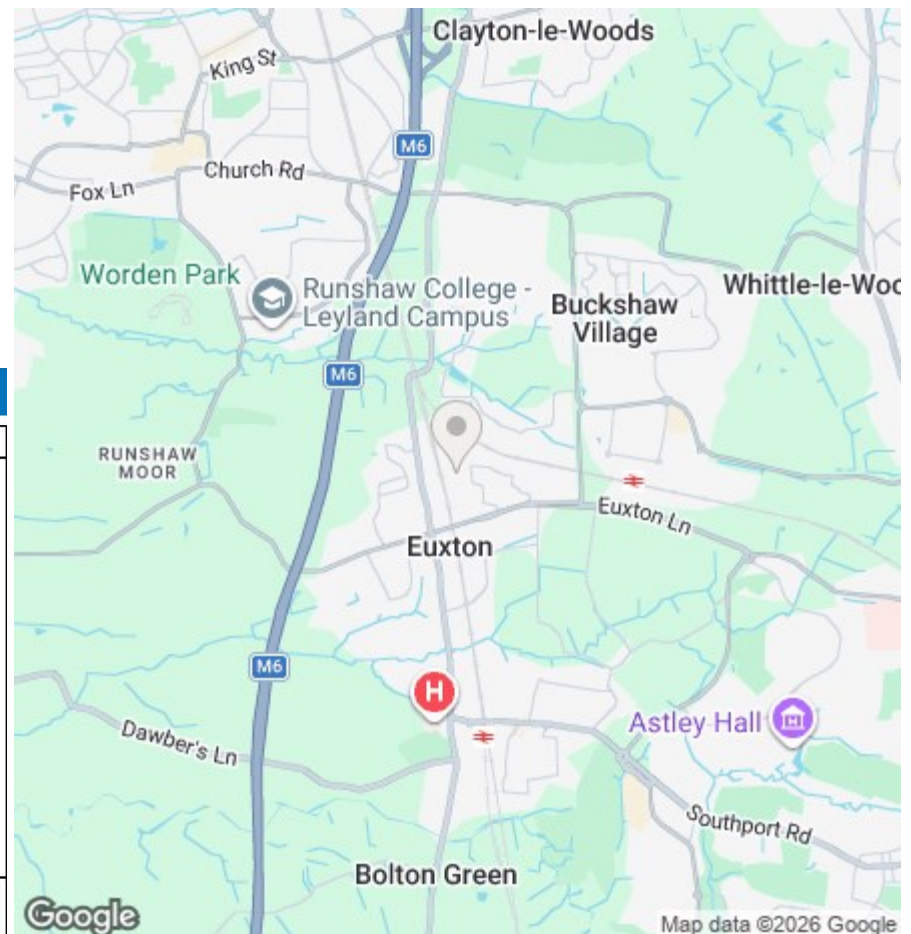 Clayton-le-Woods
King St
M6
Church Rd
Fox Ln
Worden Park
Runshaw College -
Leyland Campus
Buckshaw
Village
Whittle-le-Woo
M6
RUNSHAW
MOOR
Euxton Ln
Euxton
M6
H
Astley Hall
Dawber's Ln
Southport Rd
Bolton Green
Google
Map data ©2026 Google